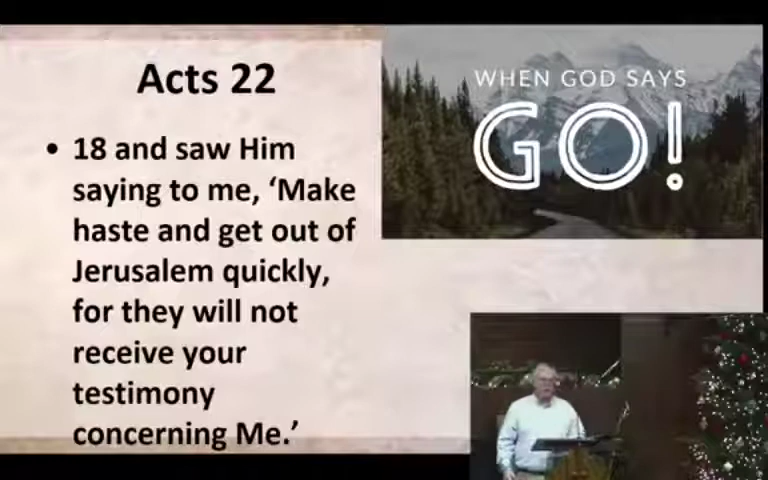 Acts 22
• 18 and saw Him
saying to me, ‘Make
haste and get out of
Jerusalem quickly,
for they will not
receive your
testimony
concerning Me.’
WHEN GOD SAYS
GO!